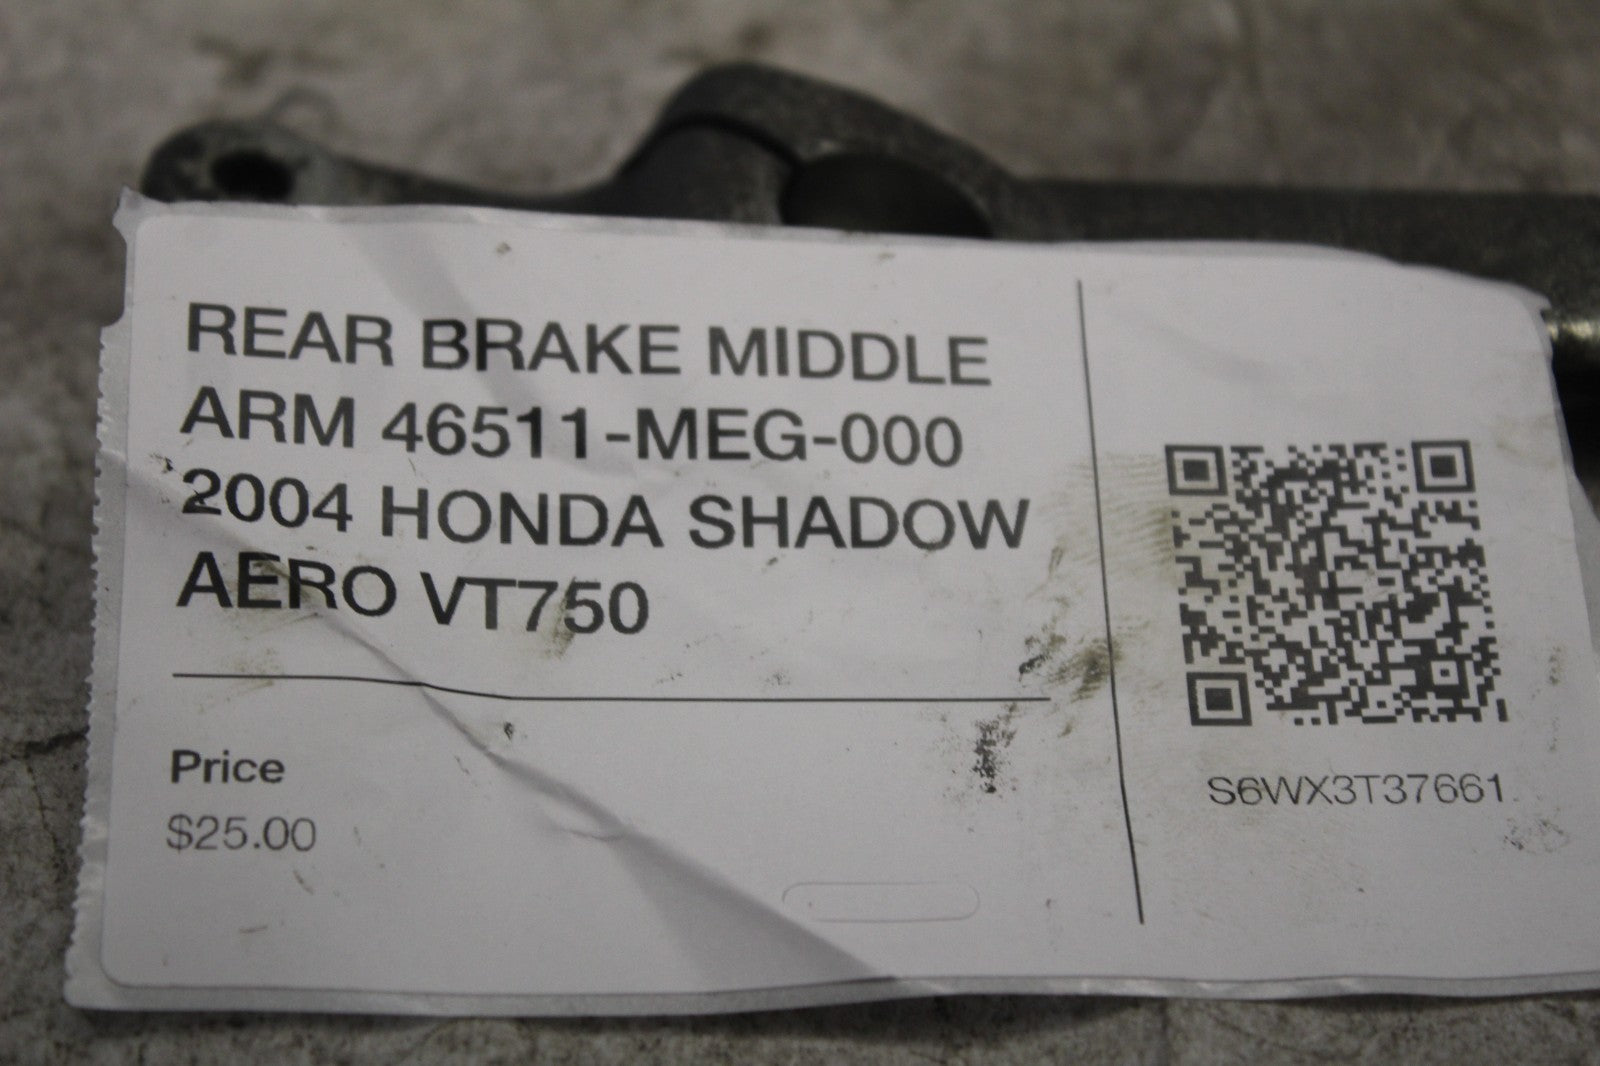 REAR BRAKE MIDDLE
ARM 46511-MEG-000
2004 HONDA SHADOW
AERO VT750
Price
$25.00
S6WX3T37661